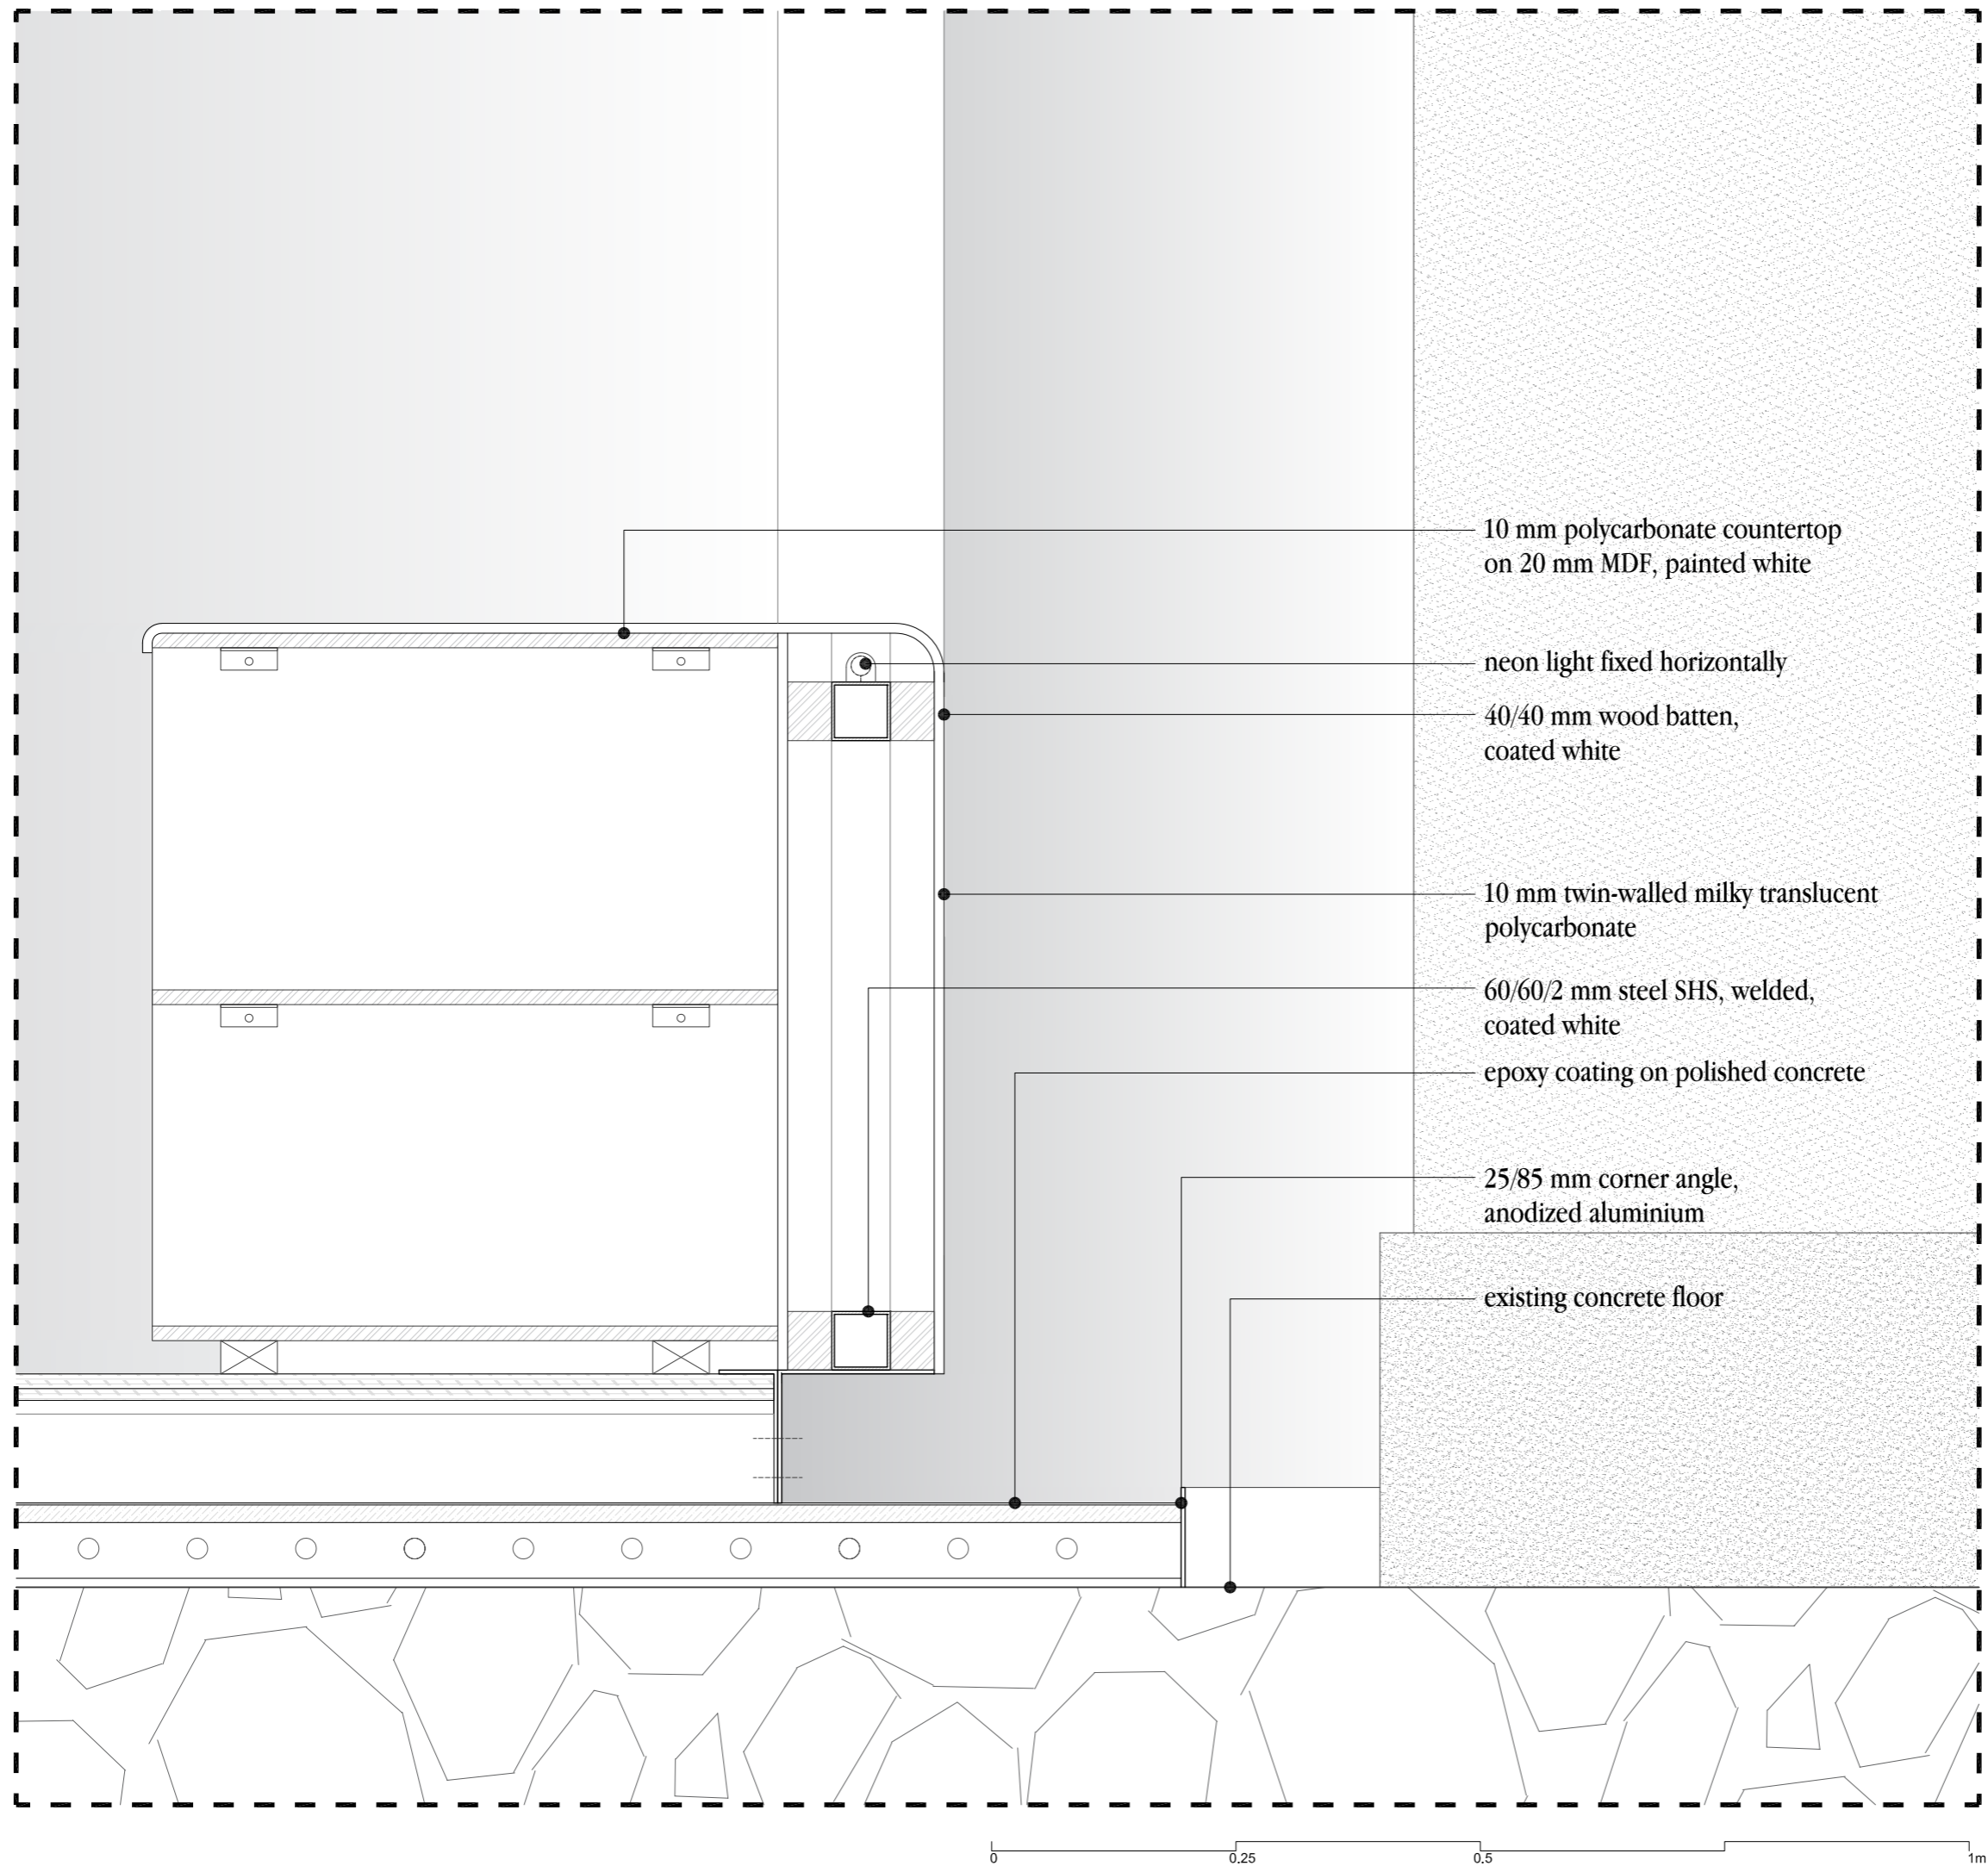 10 mm polycarbonate countertop
on 20 mm MDF, painted white
neon light fixed horizontally
40/40 mm wood batten,
coated white
10 mm twin-walled milky translucent
polycarbonate
60/60/2 mm steel SHS, welded,
coated white
epoxy coating on polished concrete
25/85 mm corner angle,
anodized aluminium
existing concrete floor
0 0.25 0.5 1m